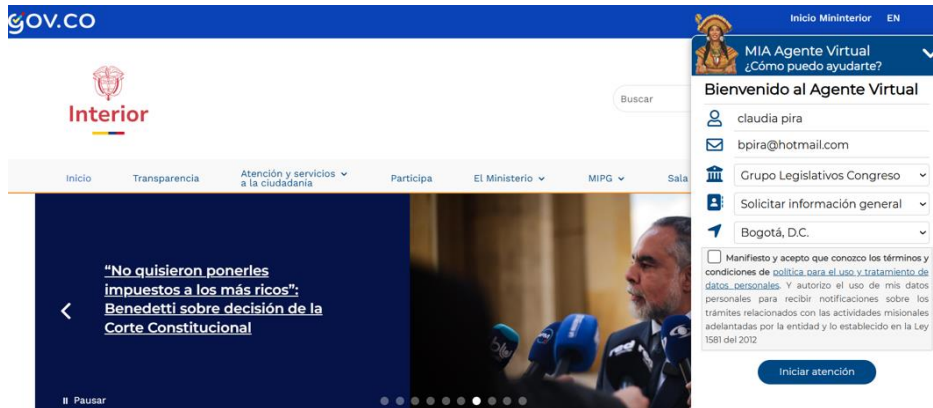 GOV.CO
Inicio Mininterior EN
Interior
Buscar
Inicio Transparencia Atención y servicios a la ciudadanía Participa El Ministerio MIPG Sala
“No quisieron ponerles
impuestos a los
más ricos”:
Benedetti sobre
decisión de la
Corte Constitucional
Pausar
MIA Agente Virtual
¿Cómo puedo ayudarte?
Bienvenido al Agente Virtual
claudia pira
bpira@hotmail.com
Grupo Legislativos Congreso
Solicitar información general
Bogotá, D.C.
Manifiesto y acepto que conozco los términos y
condiciones de política para el uso y tratamiento de
datos personales. Y autorizo el uso de mis datos
personales para recibir notificaciones sobre los
trámites relacionados con las actividades misionales
adelantadas por la entidad y lo establecido en la Ley
1581 del 2012
Iniciar atención